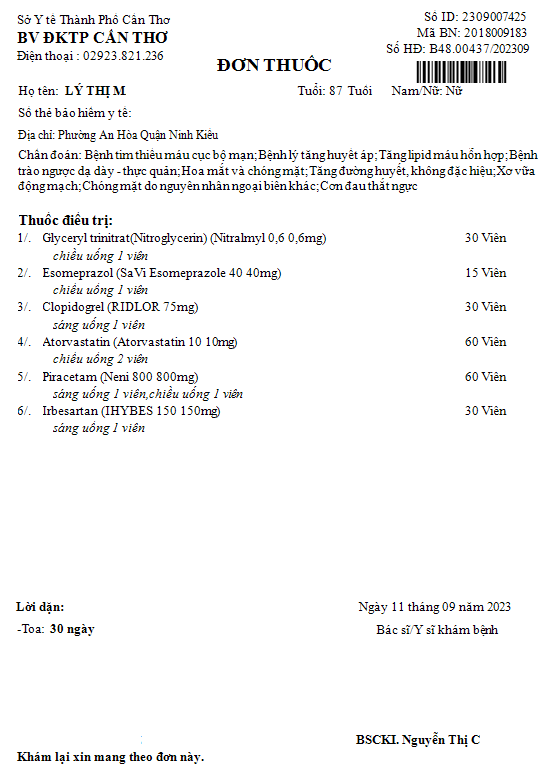 Sở Y tế Thành Phố Cần Thơ
BV ĐKTP CẦN THƠ
Điện thoại : 02923.821.236
Số ID: 2309007425
Mã BN: 2018009183
Số HĐ: B48.00437/202309
ĐƠN THUỐC
Họ tên: LÝ THỊ M Tuổi: 87 Tuổi Nam/Nữ: Nữ
Số thẻ bảo hiểm y tế:
Địa chỉ: Phường An Hòa Quận Ninh Kiều
Chẩn đoán: Bệnh tim thiếu máu cục bộ mạn;Bệnh lý tăng huyết áp;Tăng lipid máu hỗn hợp;Bệnh
trào ngược dạ dày - thực quản;Hoa mắt và chóng mặt;Tăng đường huyết, không đặc hiệu;Xơ vữa
động mạch;Chóng mặt do nguyên nhân ngoại biên khác;Cơn đau thắt ngực
Thuốc điều trị:
1/. Glyceryl trinitrat(Nitroglycerin) (Nitralmyl 0,6 0,6mg) 30 Viên
chiều uống 1 viên
2/. Esomeprazol (SaVi Esomeprazole 40 40mg) 15 Viên
chiều uống 1 viên
3/. Clopidogrel (RIDLOR 75mg) 30 Viên
sáng uống 1 viên
4/. Atorvastatin (Atorvastatin 10 10mg) 60 Viên
chiều uống 2 viên
5/. Piracetam (Neni 800 800mg) 60 Viên
sáng uống 1 viên,chiều uống 1 viên
6/. Irbesartan (IHYBES 150 150mg) 30 Viên
sáng uống 1 viên
Lời dặn:
-Toa: 30 ngày
Ngày 11 tháng 09 năm 2023
Bác sĩ/Y sĩ khám bệnh
BSCKI. Nguyễn Thị C
Khám lại xin mang theo đơn này.